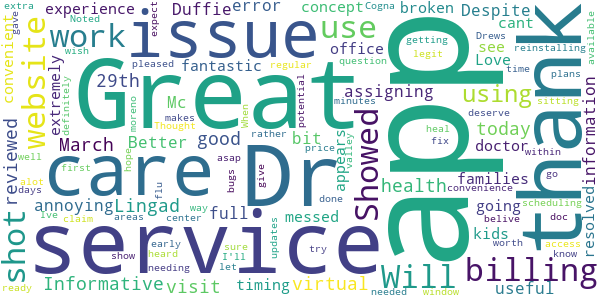 experience
Duffie
error
concept
Cogna
broken
Drews
extra
gave
Noted
expect
Despite
cant
getting
legit
reinstalling
convenient
website
work
issue
use
office
see
Love
question
time
plans
available
wish
pleased
29th
fantastic
regular
assigning
app
thank
extremely
definitely
Great
Mc
makes
Thought
When
minutes
potential
using
sitting
deserve
reviewed
March
Better
good
bit
rather
appears
today
heal
fix
valley
moreno
information
resolved
well
first
hope
asap
bugs
price
give
doctor
within
go
convenience
alot
days
care
Dr
Showed
health
families
scheduling
doc
shot
annoying
Lingad
flu
full
done
messed
going
belive
Ive
claim
areas
center
way
kids
worth
access
know
service
early
heard
sure
I'll
updates
try
Will
billing
ready
show
needing
let
Informative
visit
timing
virtual
needed
window
useful